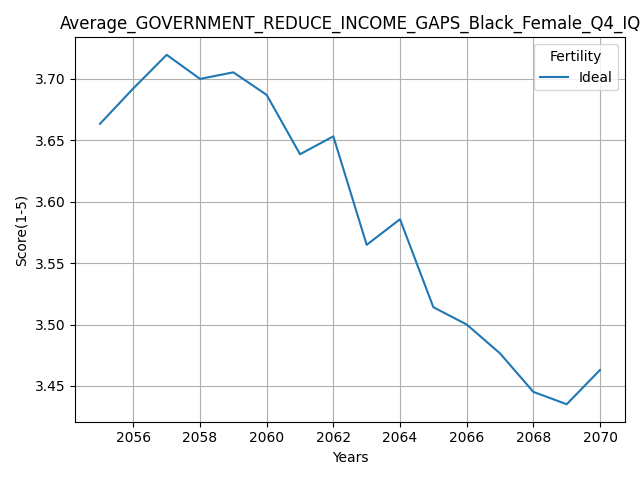 Average_GOVERNMENT_REDUCE_INCOME_GAPS_Black_Female_Q4_IQ
Fertility
Ideal
3.70
3.65
3.60
3.55
3.50
3.45
Score(1-5)
2056 2058 2060 2062 2064 2066 2068 2070
Years